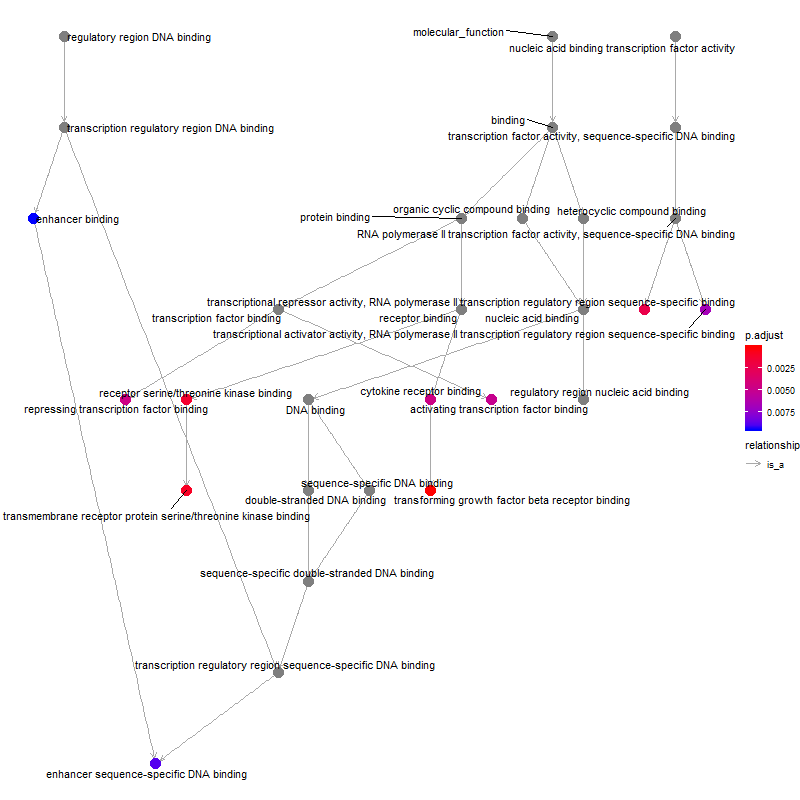 molecular_function
regulatory region DNA binding
nucleic acid binding transcription factor activity
binding
transcription regulatory region DNA binding
transcription factor activity, sequence-specific DNA binding
organic cyclic compound binding
heterocyclic compound binding
protein binding
enhancer binding
RNA polymerase II transcription factor activity, sequence-specific DNA binding
transcriptional repressor activity, RNA polymerase II transcription regulatory region sequence-specific binding
transcription factor binding
receptor binding
nucleic acid binding
transcriptional activator activity, RNA polymerase II transcription regulatory region sequence-specific binding
p.adjust
0.0025
0.0050
0.0075
relationship
is_a
receptor serine/threonine kinase binding
cytokine receptor binding
regulatory region nucleic acid binding
repressing transcription factor binding
DNA binding
activating transcription factor binding
sequence-specific DNA binding
double-stranded DNA binding
transforming growth factor beta receptor binding
transmembrane receptor protein serine/threonine kinase binding
sequence-specific double-stranded DNA binding
transcription regulatory region sequence-specific DNA binding
enhancer sequence-specific DNA binding